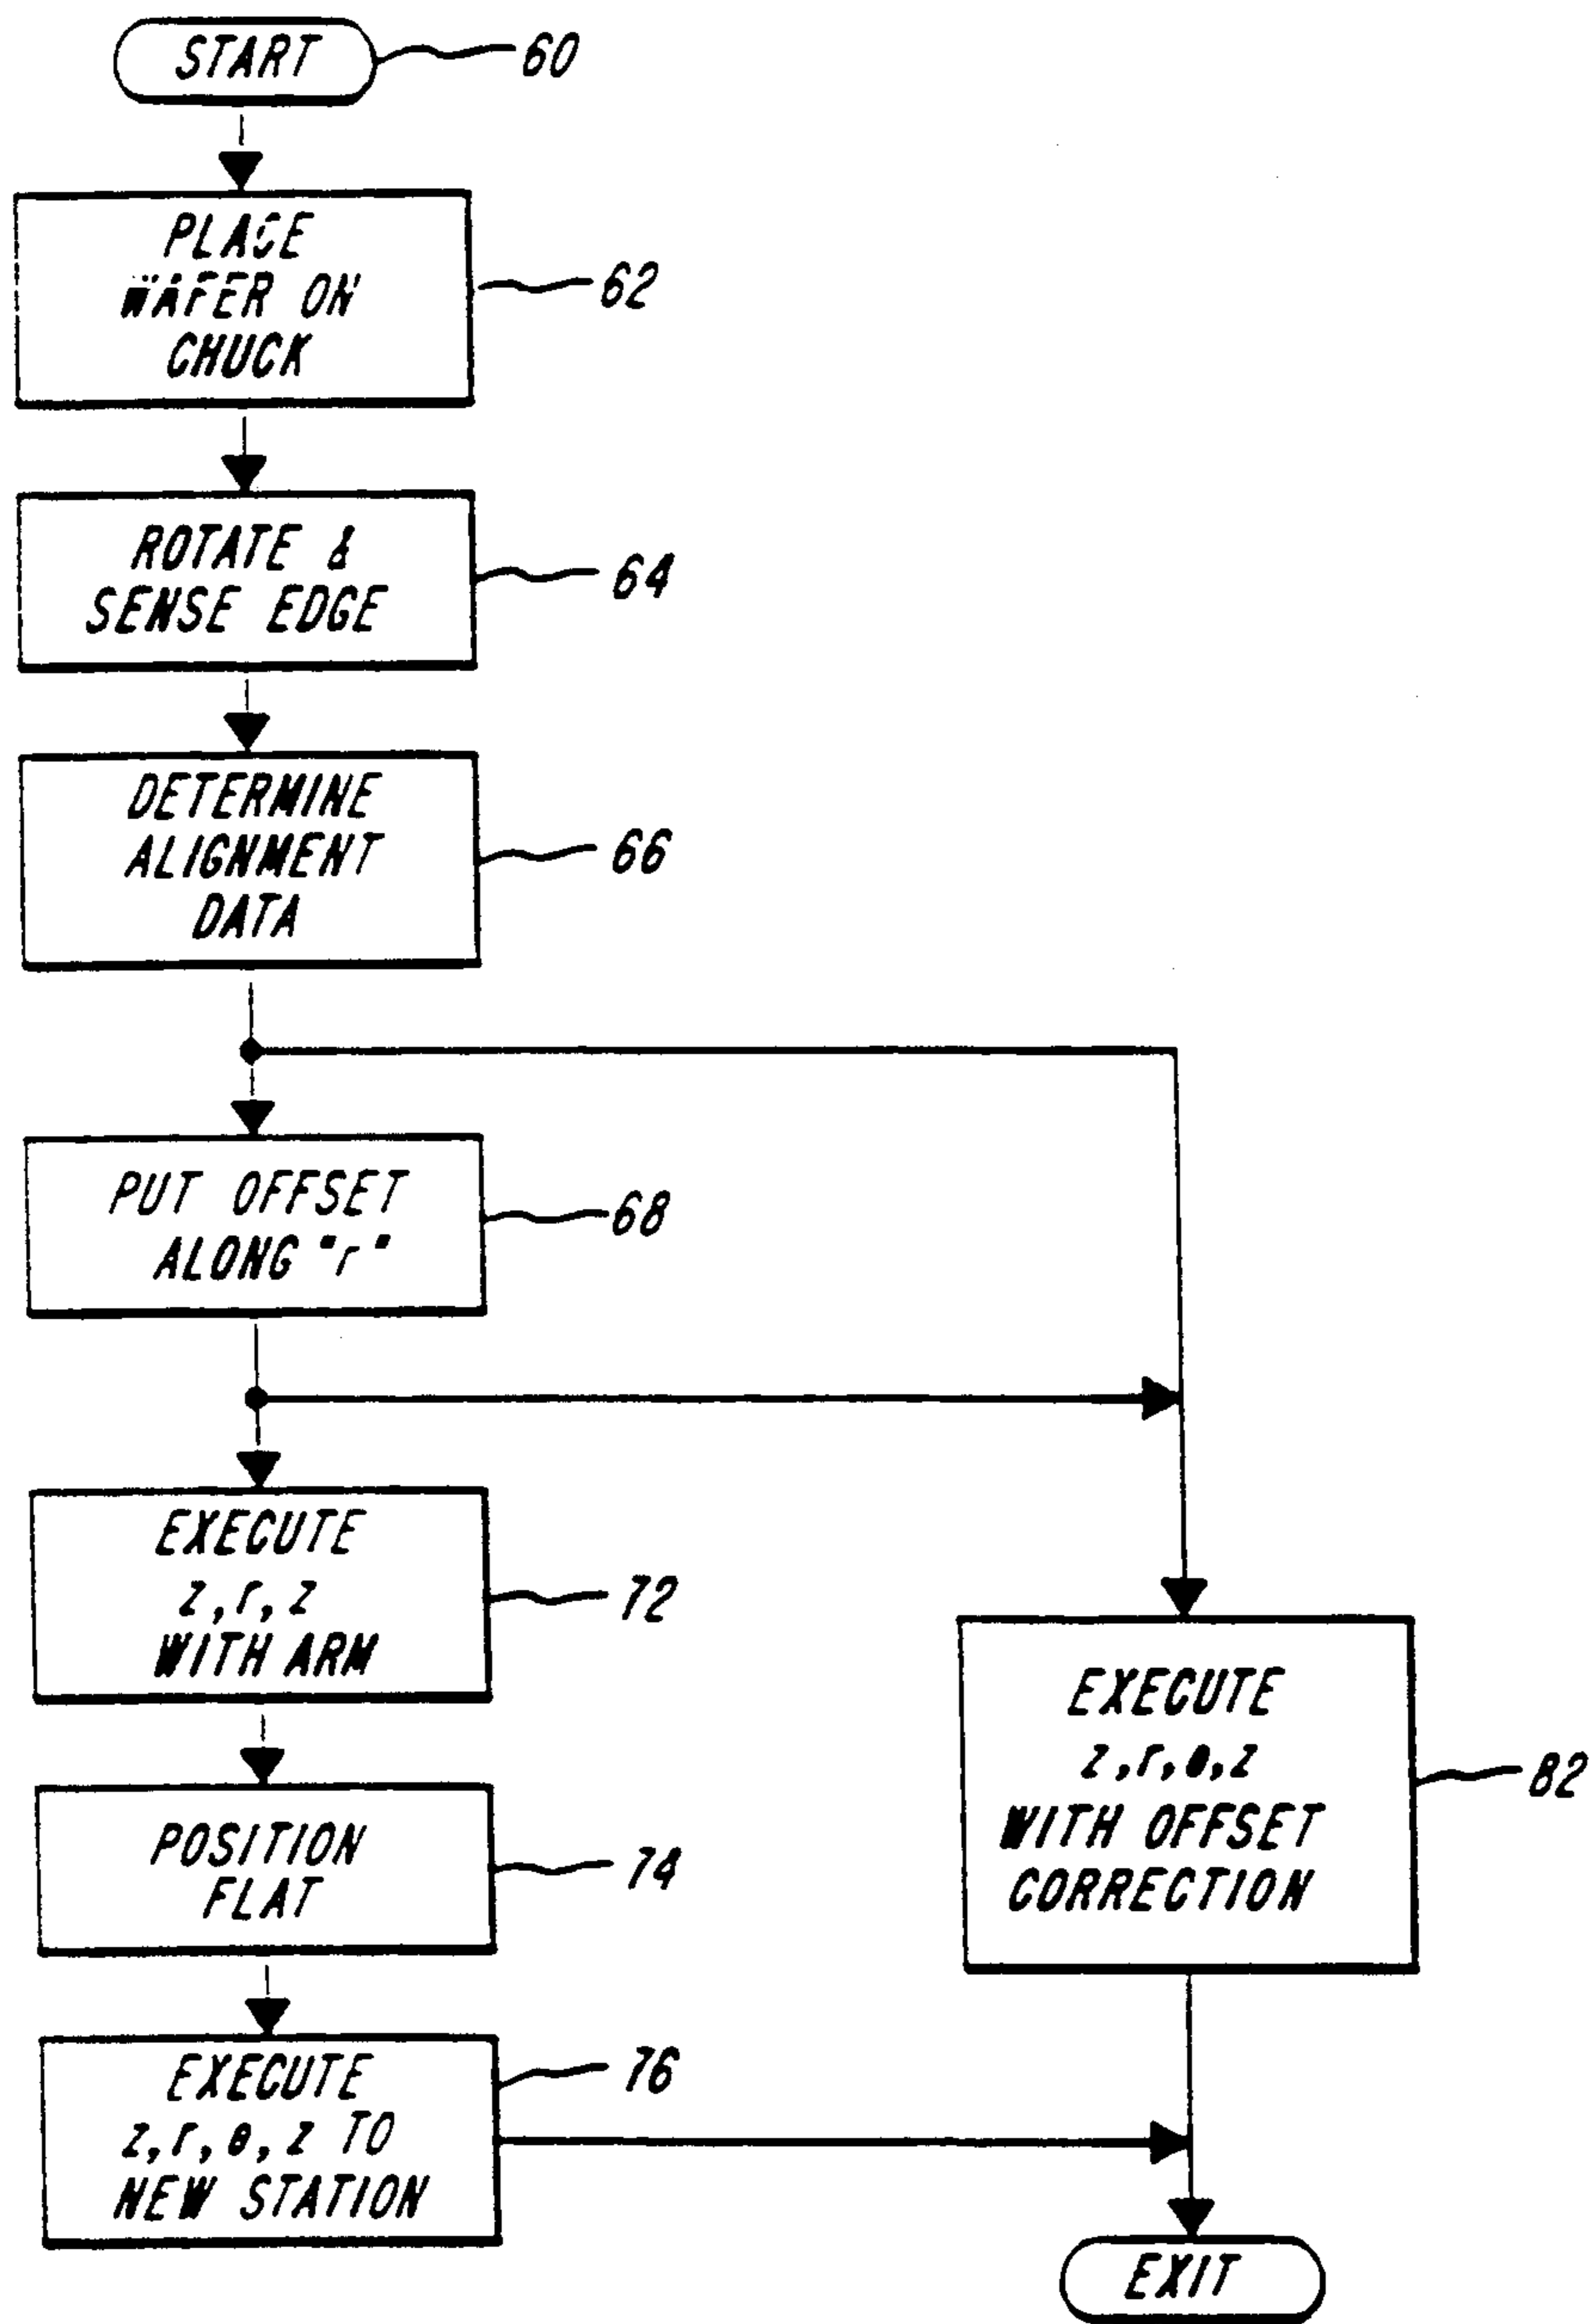 START
60
PLACE
WAFER ON
CHUCK
62
ROTATE &
SENSE EDGE
64
DETERMINE
ALIGNMENT
DATA
66
PUT OFFSET
ALONG "r"
68
EXECUTE
z,r,z
WITH ARM
72
POSITION
FLAT
74
EXECUTE
z,r,θ,z TO
NEW STATION
76
EXECUTE
z,r,θ,z
WITH OFFSET
CORRECTION
82
EXIT